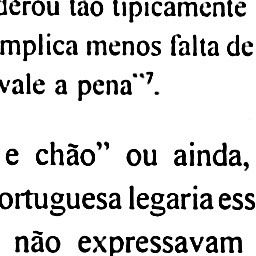 derou tão tipicamente
mplica menos falta de
vale a pena"⁷.
e chão" ou ainda,
ortuguesa legaria ess
não expressavam